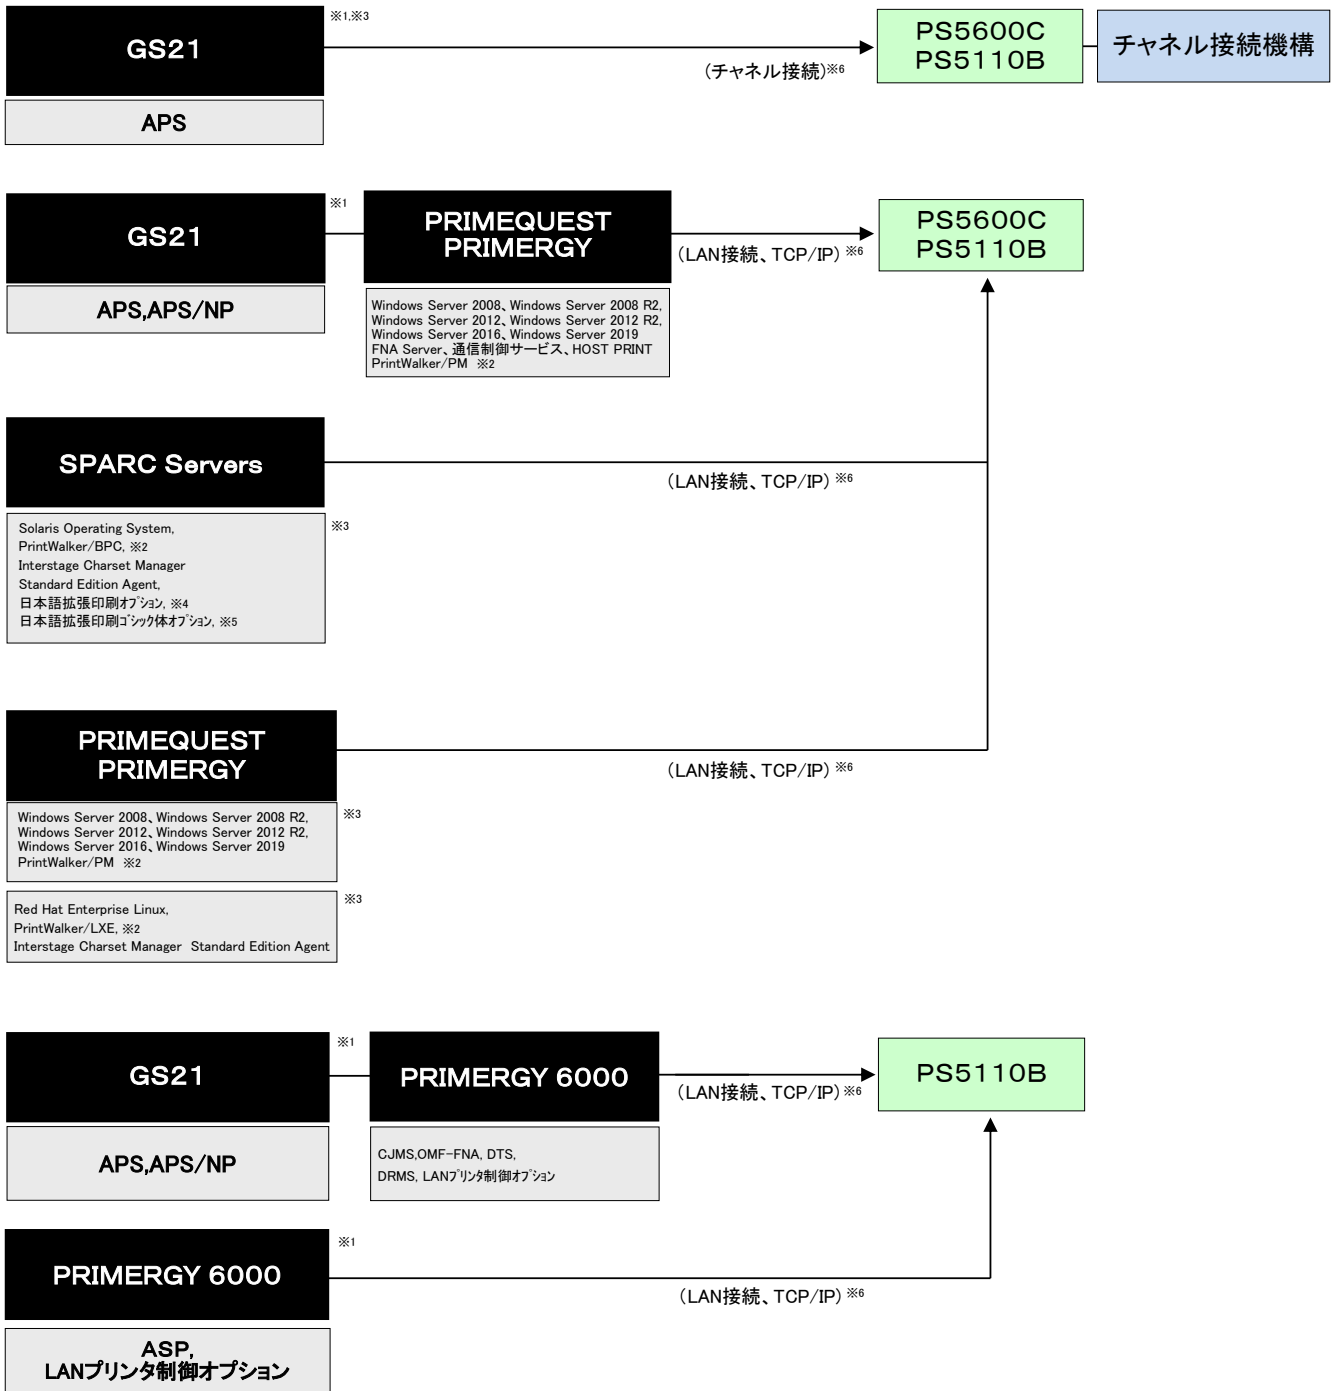 GS21
※1,※3
(チャネル接続)※6
PS5600C
PS5110B
チャネル接続機構
APS
GS21
※1
PRIMEQUEST
PRIMERGY
(LAN接続、TCP/IP) ※6
PS5600C
PS5110B
APS,APS/NP
Windows Server 2008、Windows Server 2008 R2,
Windows Server 2012、Windows Server 2012 R2,
Windows Server 2016、Windows Server 2019
FNA Server、通信制御サービス、HOST PRINT
PrintWalker/PM ※2
SPARC Servers
(LAN接続、TCP/IP) ※6
Solaris Operating System,
PrintWalker/BPC, ※2
Interstage Charset Manager
Standard Edition Agent,
日本語拡張印刷ｵﾌﾟｼｮﾝ, ※4
日本語拡張印刷ｺﾞｼｯｸ体ｵﾌﾟｼｮﾝ, ※5
※3
PRIMEQUEST
PRIMERGY
(LAN接続、TCP/IP) ※6
Windows Server 2008、Windows Server 2008 R2,
Windows Server 2012、Windows Server 2012 R2,
Windows Server 2016、Windows Server 2019
PrintWalker/PM ※2
※3
Red Hat Enterprise Linux,
PrintWalker/LXE, ※2
Interstage Charset Manager Standard Edition Agent
※3
GS21
※1
PRIMERGY 6000
(LAN接続、TCP/IP) ※6
PS5110B
APS,APS/NP
CJMS,OMF-FNA, DTS,
DRMS, LANﾌﾟﾘﾝﾀ制御ｵﾌﾟｼｮﾝ
PRIMERGY 6000
※1
(LAN接続、TCP/IP) ※6
ASP,
LANプリンタ制御オプション